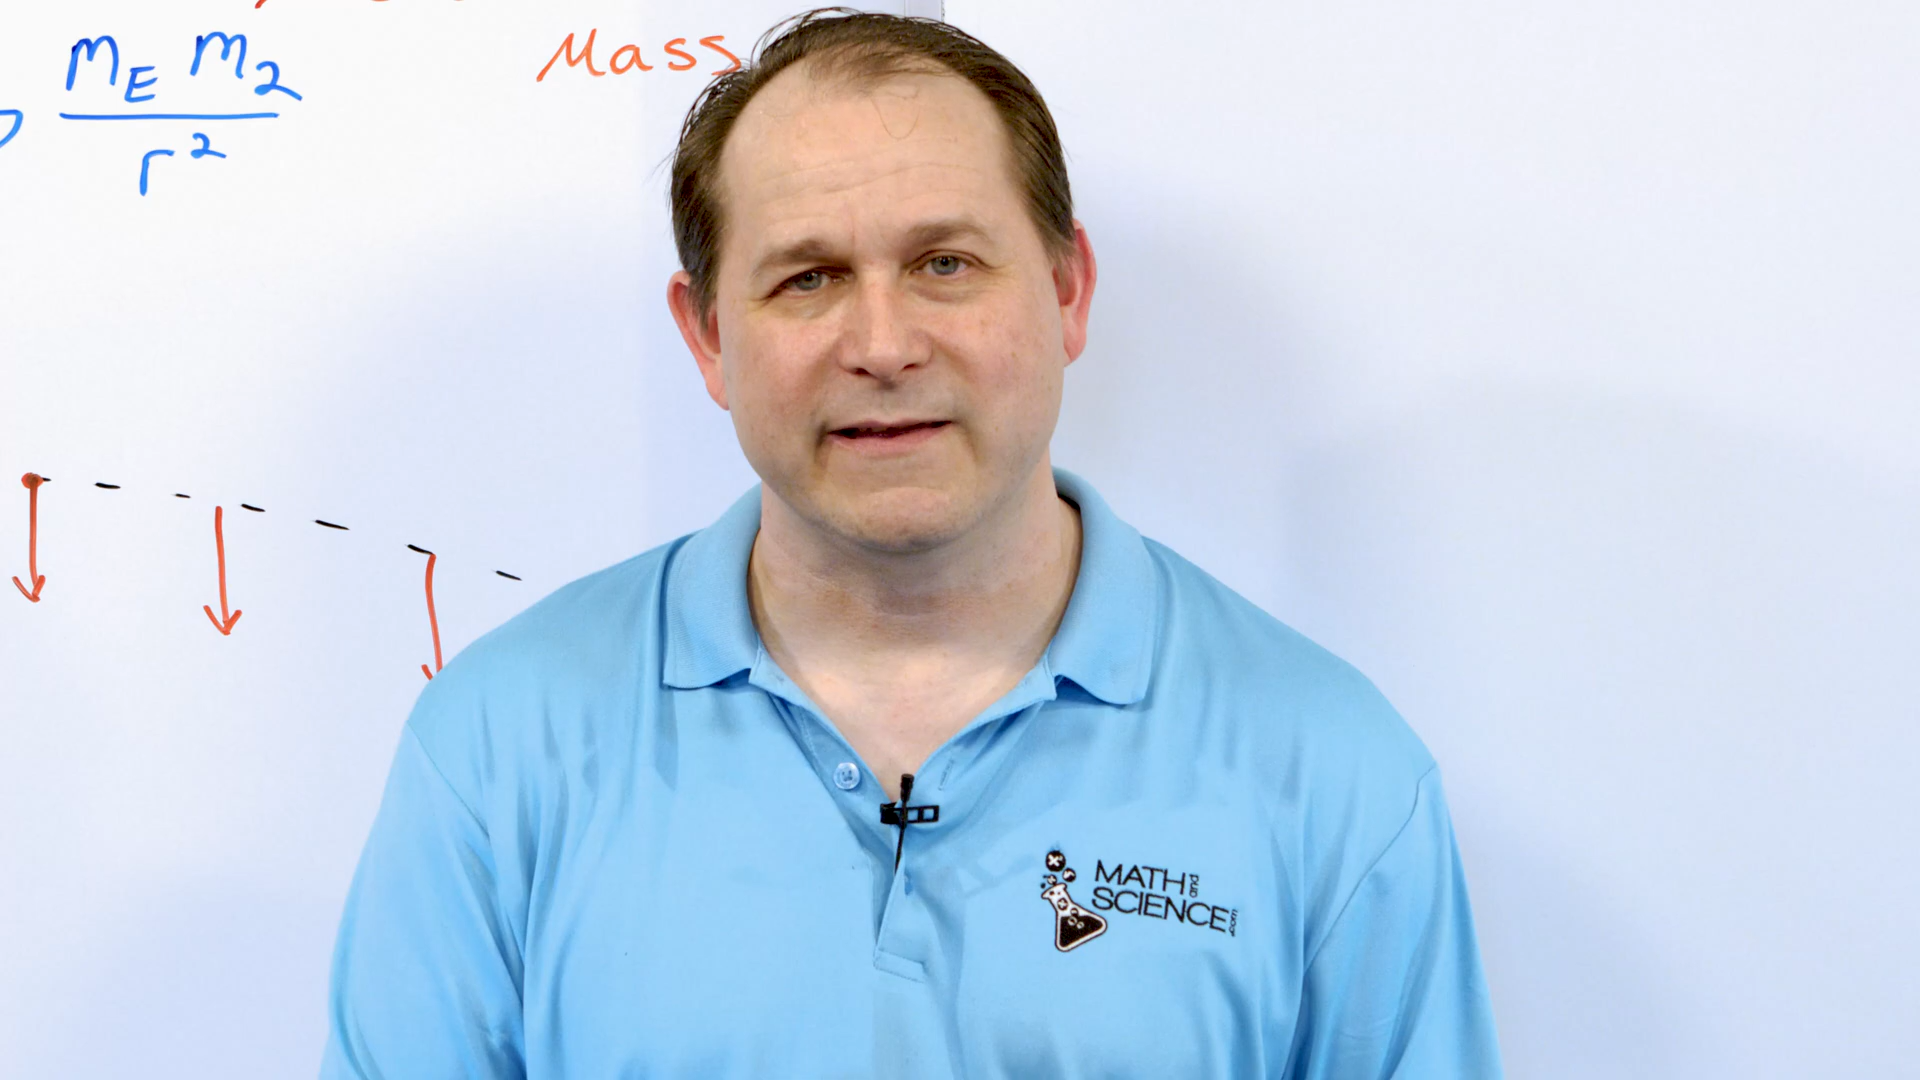 m_E m_2
r^2
Mass
MATH and
SCIENCE .com